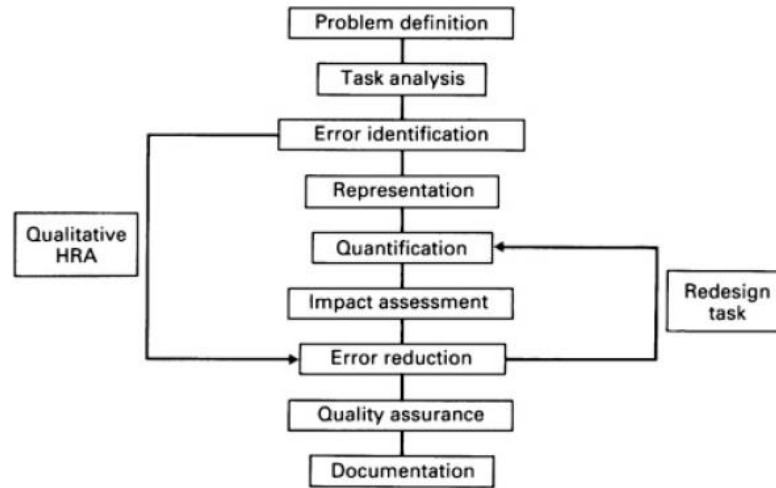 Problem definition
Task analysis
Error identification
Representation
Qualitative
HRA
Quantification
Impact assessment
Redesign
task
Error reduction
Quality assurance
Documentation